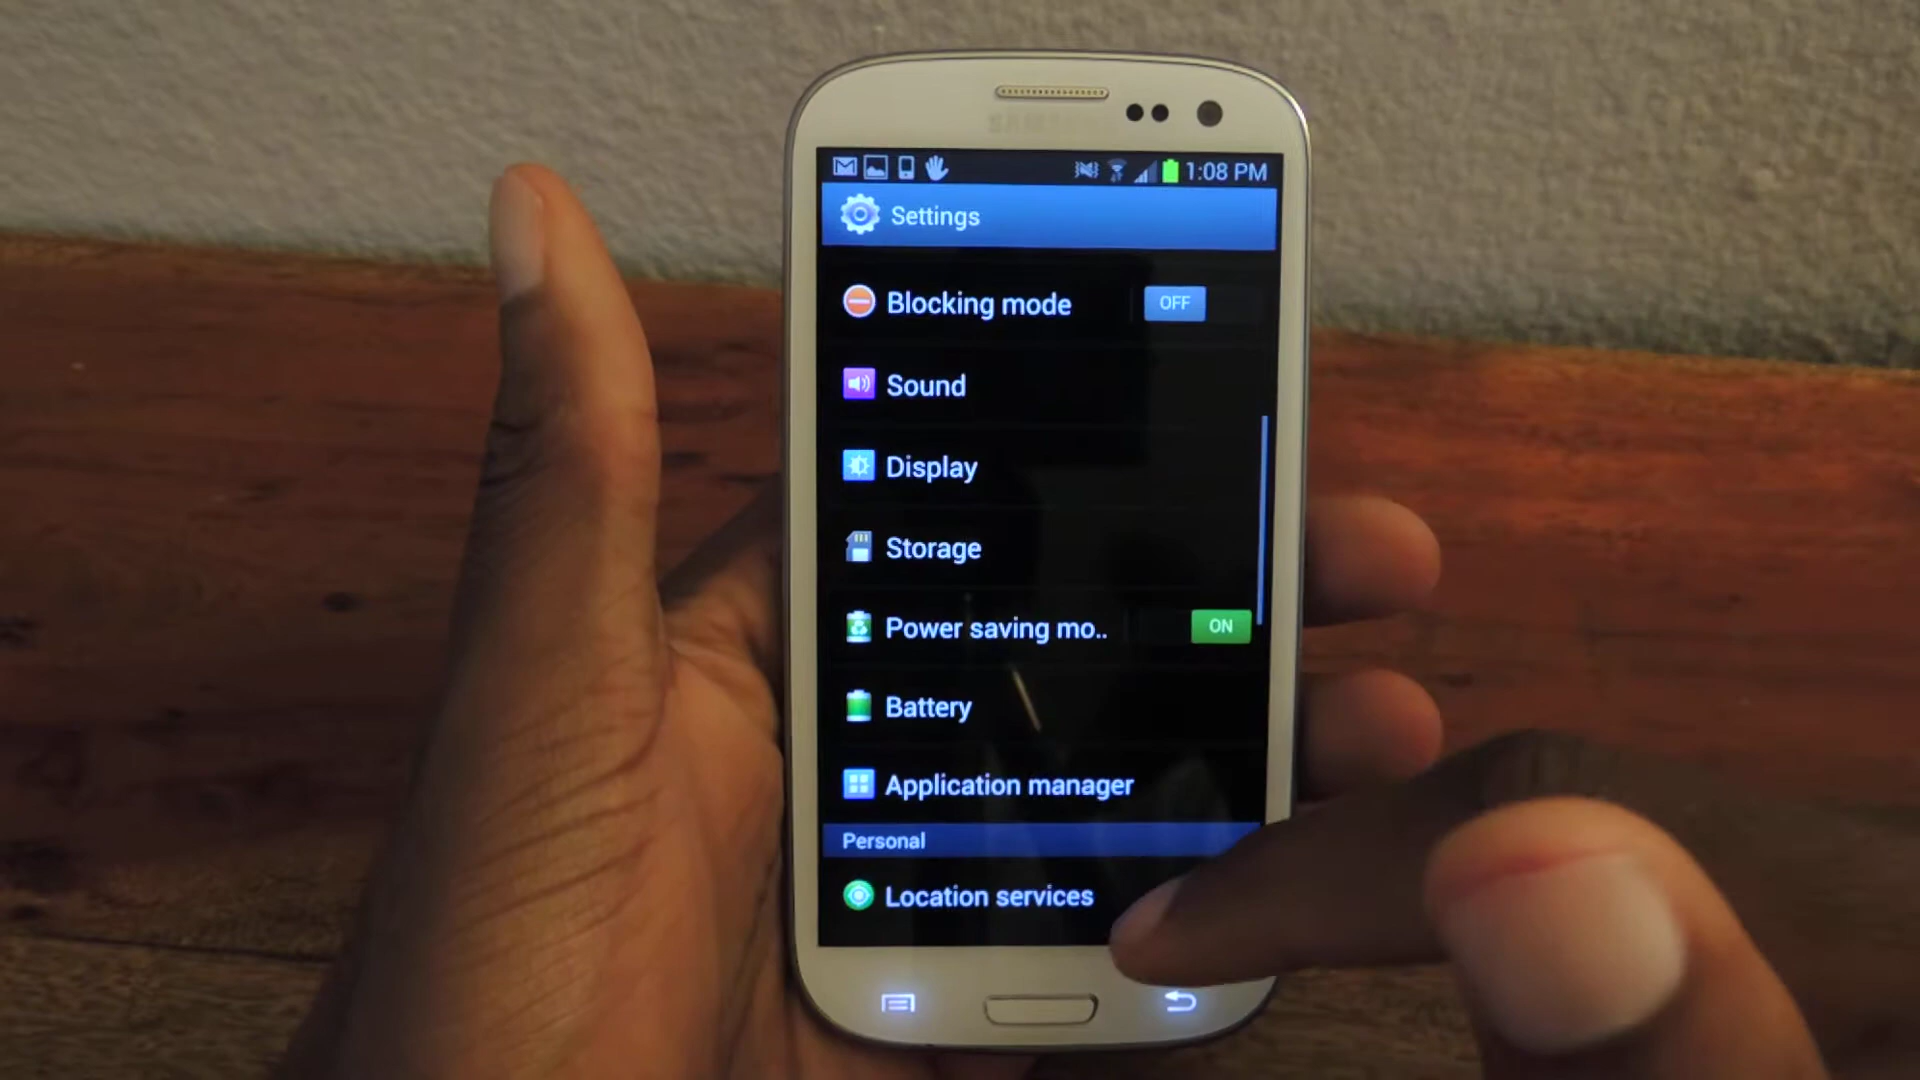 SAMSUNG
1:08 PM
Settings
Blocking mode
OFF
Sound
Display
Storage
Power saving mo..
ON
Battery
Application manager
Personal
Location services